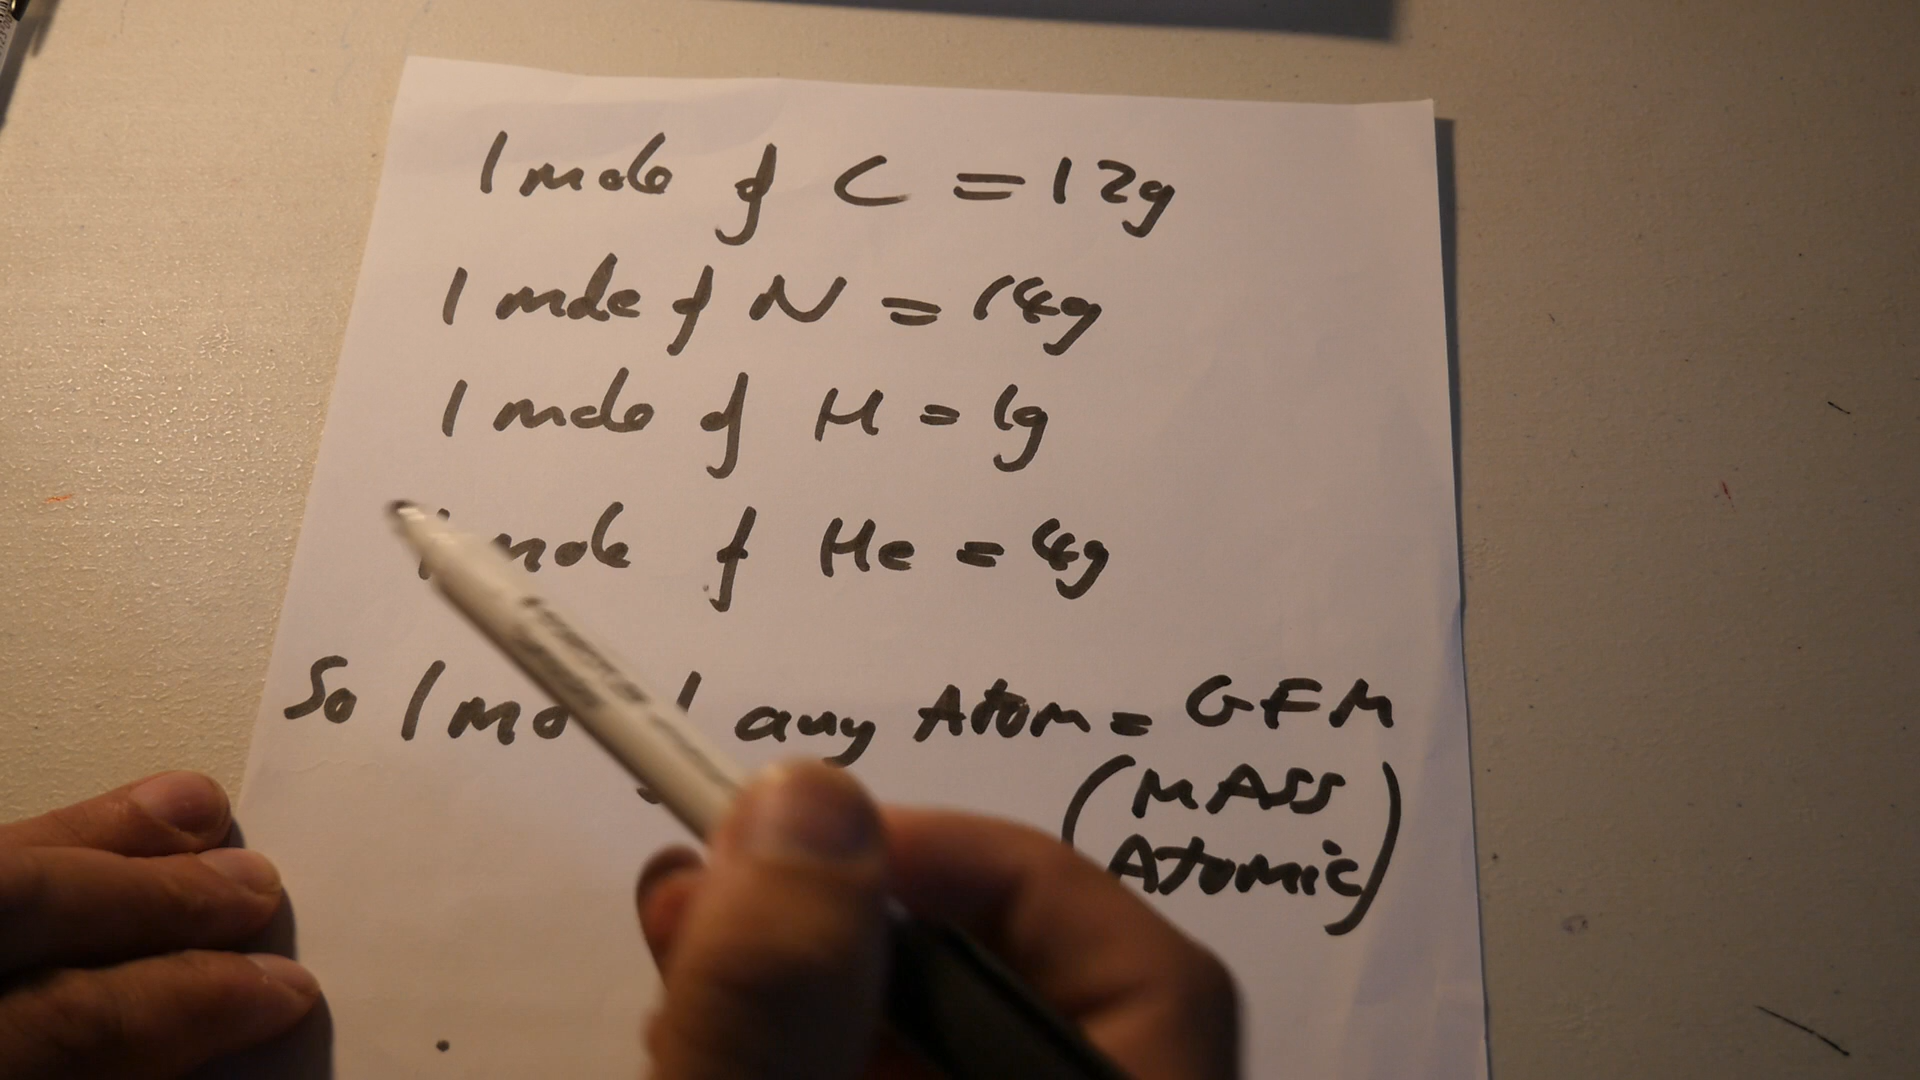 1 mole of C = 12g
1 mole of N = 14g
1 mole of H = 1g
1 mole of He = 4g
So 1 mo any Atom = GFM
(MASS
Atomic)